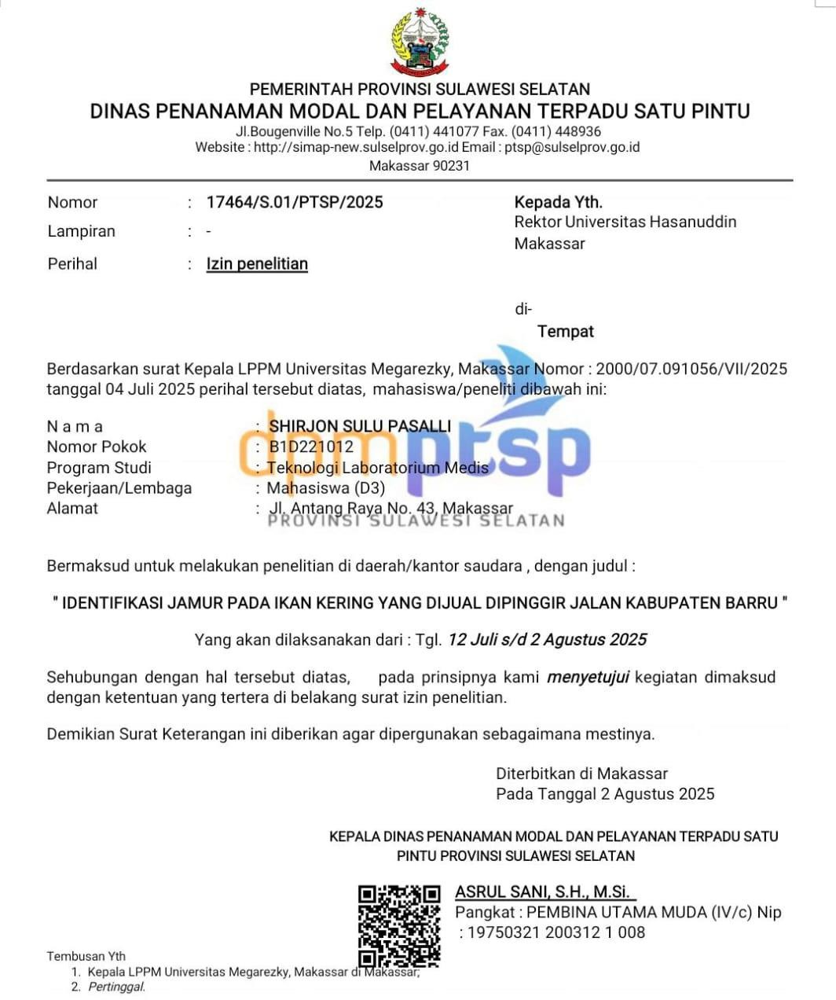 PEMERINTAH PROVINSI SULAWESI SELATAN
DINAS PENANAMAN MODAL DAN PELAYANAN TERPADU SATU PINTU
Jl.Bougenville No.5 Telp. (0411) 441077 Fax. (0411) 448936
Website : http://simap-new.sulselprov.go.id Email : ptsp@sulselprov.go.id
Makassar 90231
Nomor : 17464/S.01/PTSP/2025
Lampiran : -
Perihal : Izin penelitian
Kepada Yth.
Rektor Universitas Hasanuddin
Makassar
di-
Tempat
Berdasarkan surat Kepala LPPM Universitas Megarezky, Makassar Nomor : 2000/07.091056/VII/2025
tanggal 04 Juli 2025 perihal tersebut diatas, mahasiswa/peneliti dibawah ini:
N a m a : SHIRJON SULU PASALLI
Nomor Pokok : B1D221012
Program Studi : Teknologi Laboratorium Medis
Pekerjaan/Lembaga : Mahasiswa (D3)
Alamat : Jl. Antang Raya No. 43, Makassar
dpmptsp
PROVINSI SULAWESI SELATAN
Bermaksud untuk melakukan penelitian di daerah/kantor saudara , dengan judul :
" IDENTIFIKASI JAMUR PADA IKAN KERING YANG DIJUAL DIPINGGIR JALAN KABUPATEN BARRU "
Yang akan dilaksanakan dari : Tgl. 12 Juli s/d 2 Agustus 2025
Sehubungan dengan hal tersebut diatas, pada prinsipnya kami menyetujui kegiatan dimaksud
dengan ketentuan yang tertera di belakang surat izin penelitian.
Demikian Surat Keterangan ini diberikan agar dipergunakan sebagaimana mestinya.
Diterbitkan di Makassar
Pada Tanggal 2 Agustus 2025
KEPALA DINAS PENANAMAN MODAL DAN PELAYANAN TERPADU SATU
PINTU PROVINSI SULAWESI SELATAN
ASRUL SANI, S.H., M.Si.
Pangkat : PEMBINA UTAMA MUDA (IV/c) Nip
: 19750321 200312 1 008
Tembusan Yth
1. Kepala LPPM Universitas Megarezky, Makassar di Makassar;
2. Pertinggal.